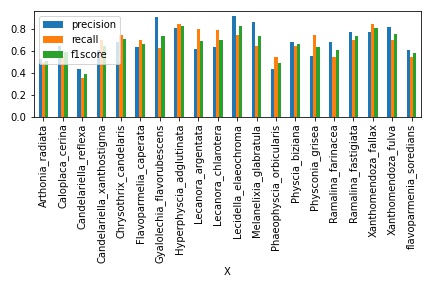 precision
recall
f1score
0.8
0.6
0.4
0.2
0.0
Arthonia_radiata
Caloplaca_cerina
Candelariella_reflexa
Candelariella_xanthostigma
Chrysothrix_candelaris
Flavoparmelia_caperata
Gyalolechia_flavorubescens
Hyperphyscia_adglutinata
Lecanora_argentata
Lecanora_chlarotera
Lecidella_elaeochroma
Melanelixia_glabratula
Phaeophyscia_orbicularis
Physcia_biziana
Physconia_grisea
Ramalina_farinacea
Ramalina_fastigiata
Xanthomendoza_fallax
Xanthomendoza_fulva
flavoparmenia_soredians
X